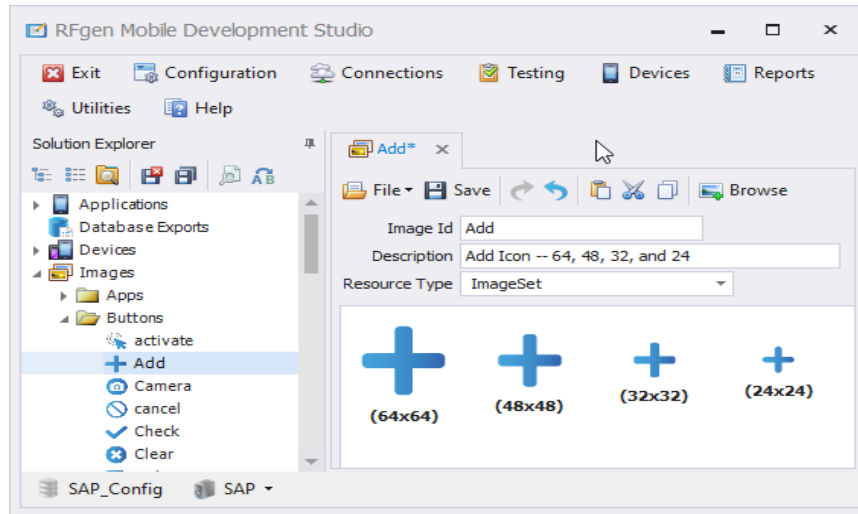 RFgen Mobile Development Studio
Exit Configuration Connections Testing Devices Reports
Utilities Help
Solution Explorer
Applications
Database Exports
Devices
Images
Apps
Buttons
activate
Add
Camera
cancel
Check
Clear
Add*
File Save Browse
Image Id Add
Description Add Icon -- 64, 48, 32, and 24
Resource Type ImageSet
(64x64) (48x48) (32x32) (24x24)
SAP_Config SAP